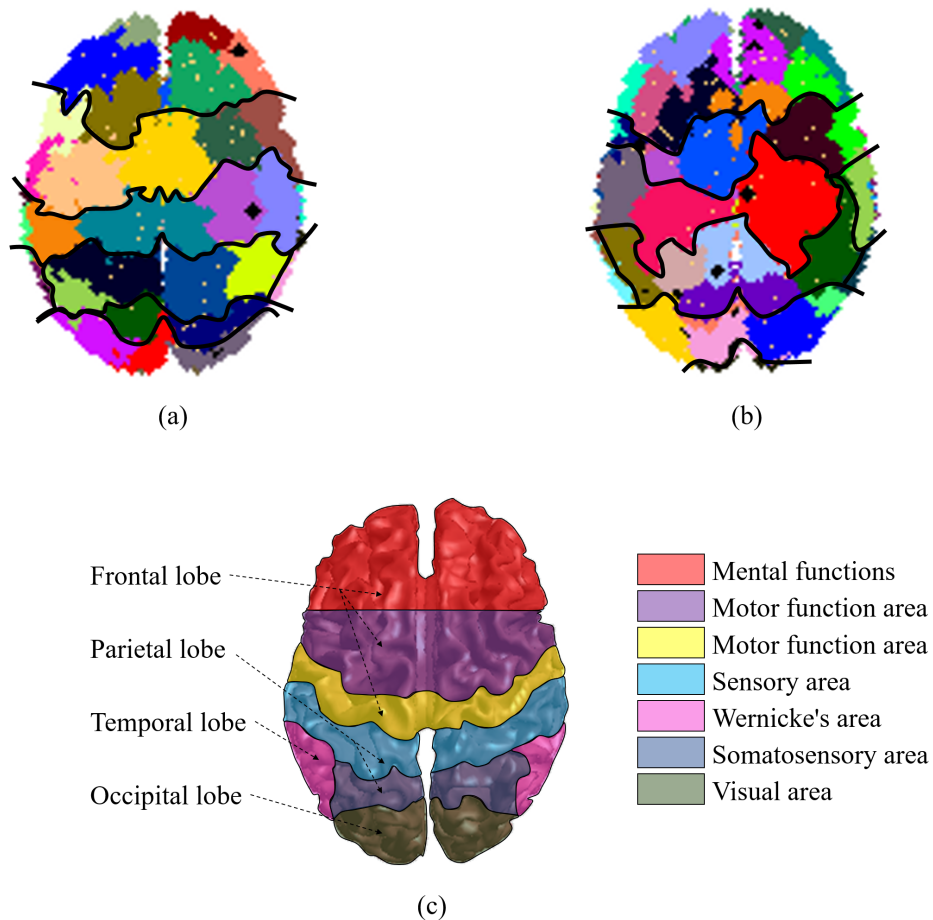 (a)
(b)
Frontal lobe
Parietal lobe
Temporal lobe
Occipital lobe
Mental functions
Motor function area
Motor function area
Sensory area
Wernicke's area
Somatosensory area
Visual area
(c)